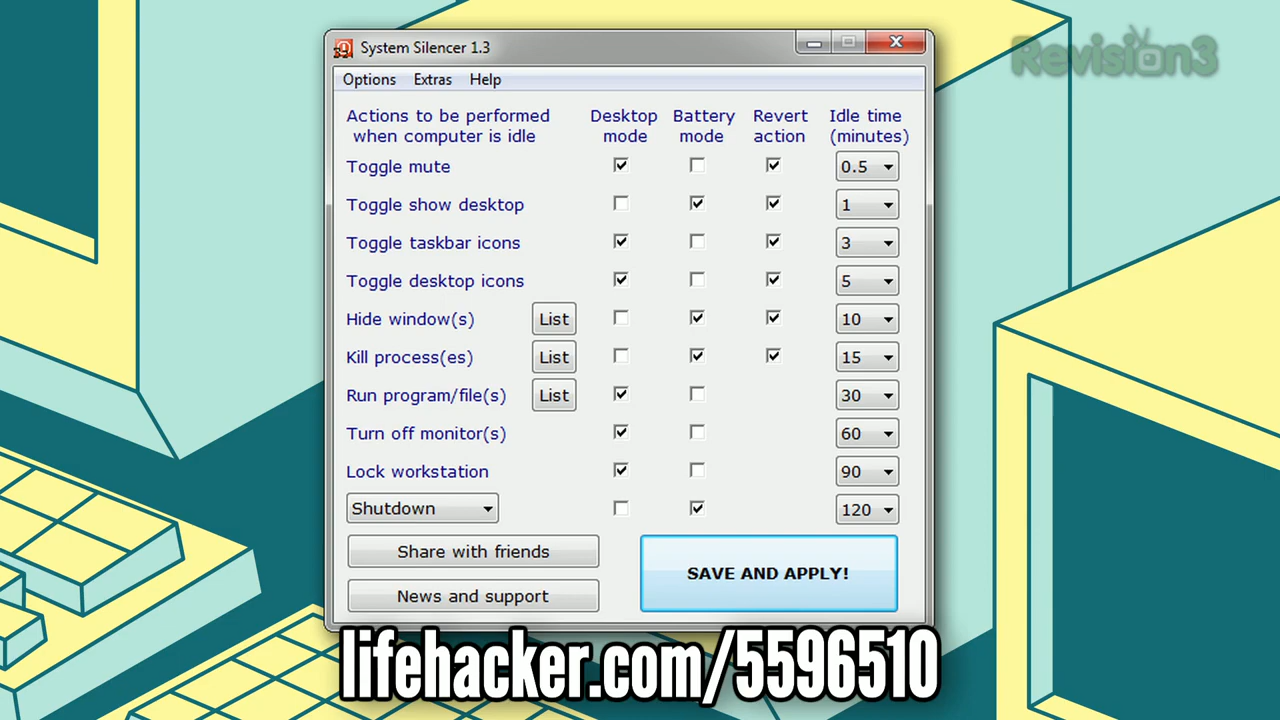 System Silencer 1.3
Revision3
Options Extras Help
Actions to be performed when computer is idle
Desktop mode
Battery mode
Revert action
Idle time (minutes)
Toggle mute 0.5
Toggle show desktop 1
Toggle taskbar icons 3
Toggle desktop icons 5
Hide window(s) List 10
Kill process(es) List 15
Run program/file(s) List 30
Turn off monitor(s) 60
Lock workstation 90
Shutdown 120
Share with friends
SAVE AND APPLY!
News and support
lifehacker.com/5596510